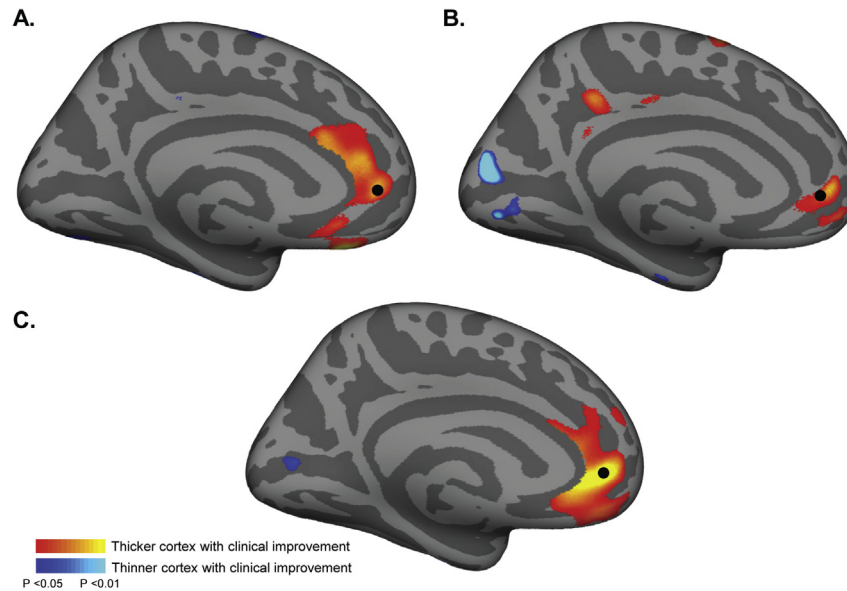 A.
B.
C.
Thicker cortex with clinical improvement
Thinner cortex with clinical improvement
P <0.05 P <0.01